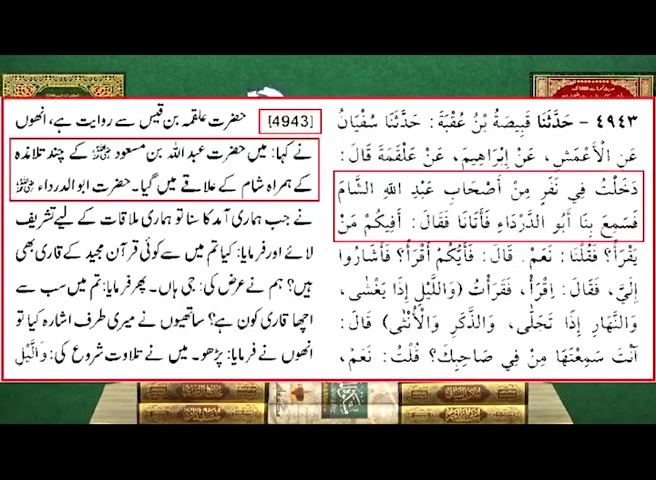 ٤٩٤٣ - حَدَّثَنَا قَبِيصَةُ بْنُ عُقْبَةَ: حَدَّثَنَا سُفْيَانُ
عَنِ الْأَعْمَشِ، عَنْ إِبْرَاهِيمَ، عَنْ عَلْقَمَةَ قَالَ:
دَخَلْتُ فِي نَفَرٍ مِنْ أَصْحَابِ عَبْدِ اللهِ الشَّامَ
فَسَمِعَ بِنَا أَبُو الدَّرْدَاءِ فَأَتَانَا فَقَالَ: أَفِيكُمْ مَنْ
يَقْرَأُ؟ فَقُلْنَا: نَعَمْ. قَالَ: فَأَيُّكُمْ أَقْرَأُ؟ فَأَشَارُوا
إِلَيَّ، فَقَالَ: اِقْرَأْ، فَقَرَأْتُ (وَاللَّيْلِ إِذَا يَغْشَى،
وَالنَّهَارِ إِذَا تَجَلَّى، وَالذَّكَرِ وَالْأُنْثَى) قَالَ:
آنْتَ سَمِعْتَهَا مِنْ فِي صَاحِبِكَ؟ قُلْتُ: نَعَمْ،
[4943] حضرت علقمہ بن قیس سے روایت ہے، انھوں
نے کہا: میں حضرت عبد اللہ بن مسعود ؓ کے چند تلامذہ
کے ہمراہ شام کے علاقے میں گیا۔ حضرت ابوالدرداء ؓ
نے جب ہماری آمد کا سنا تو ہماری ملاقات کے لیے تشریف
لائے اور فرمایا: کیا تم میں سے کوئی قرآن مجید کے قاری بھی
ہیں؟ ہم نے عرض کی: جی ہاں۔ پھر فرمایا: تم میں سب سے
اچھا قاری کون ہے؟ ساتھیوں نے میری طرف اشارہ کیا تو
انھوں نے فرمایا: پڑھو۔ میں نے تلاوت شروع کی: وَالَّيْلِ